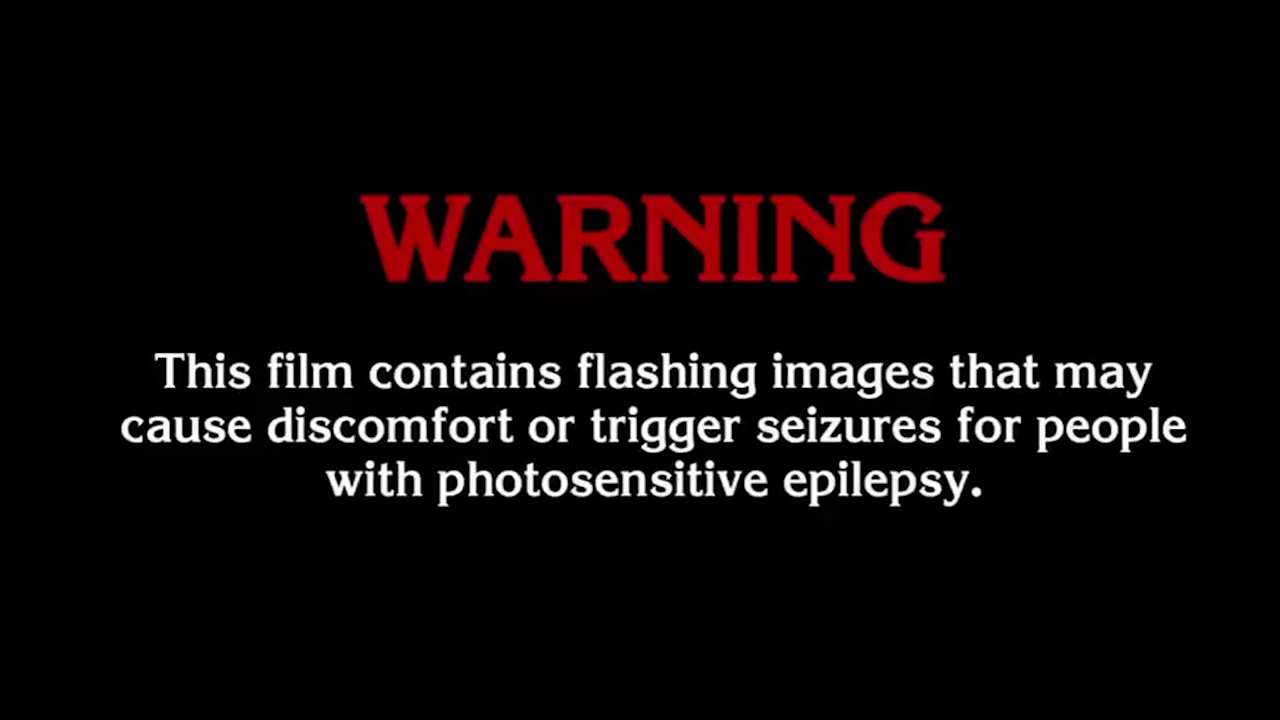 WARNING
This film contains flashing images that may
cause discomfort or trigger seizures for people
with photosensitive epilepsy.